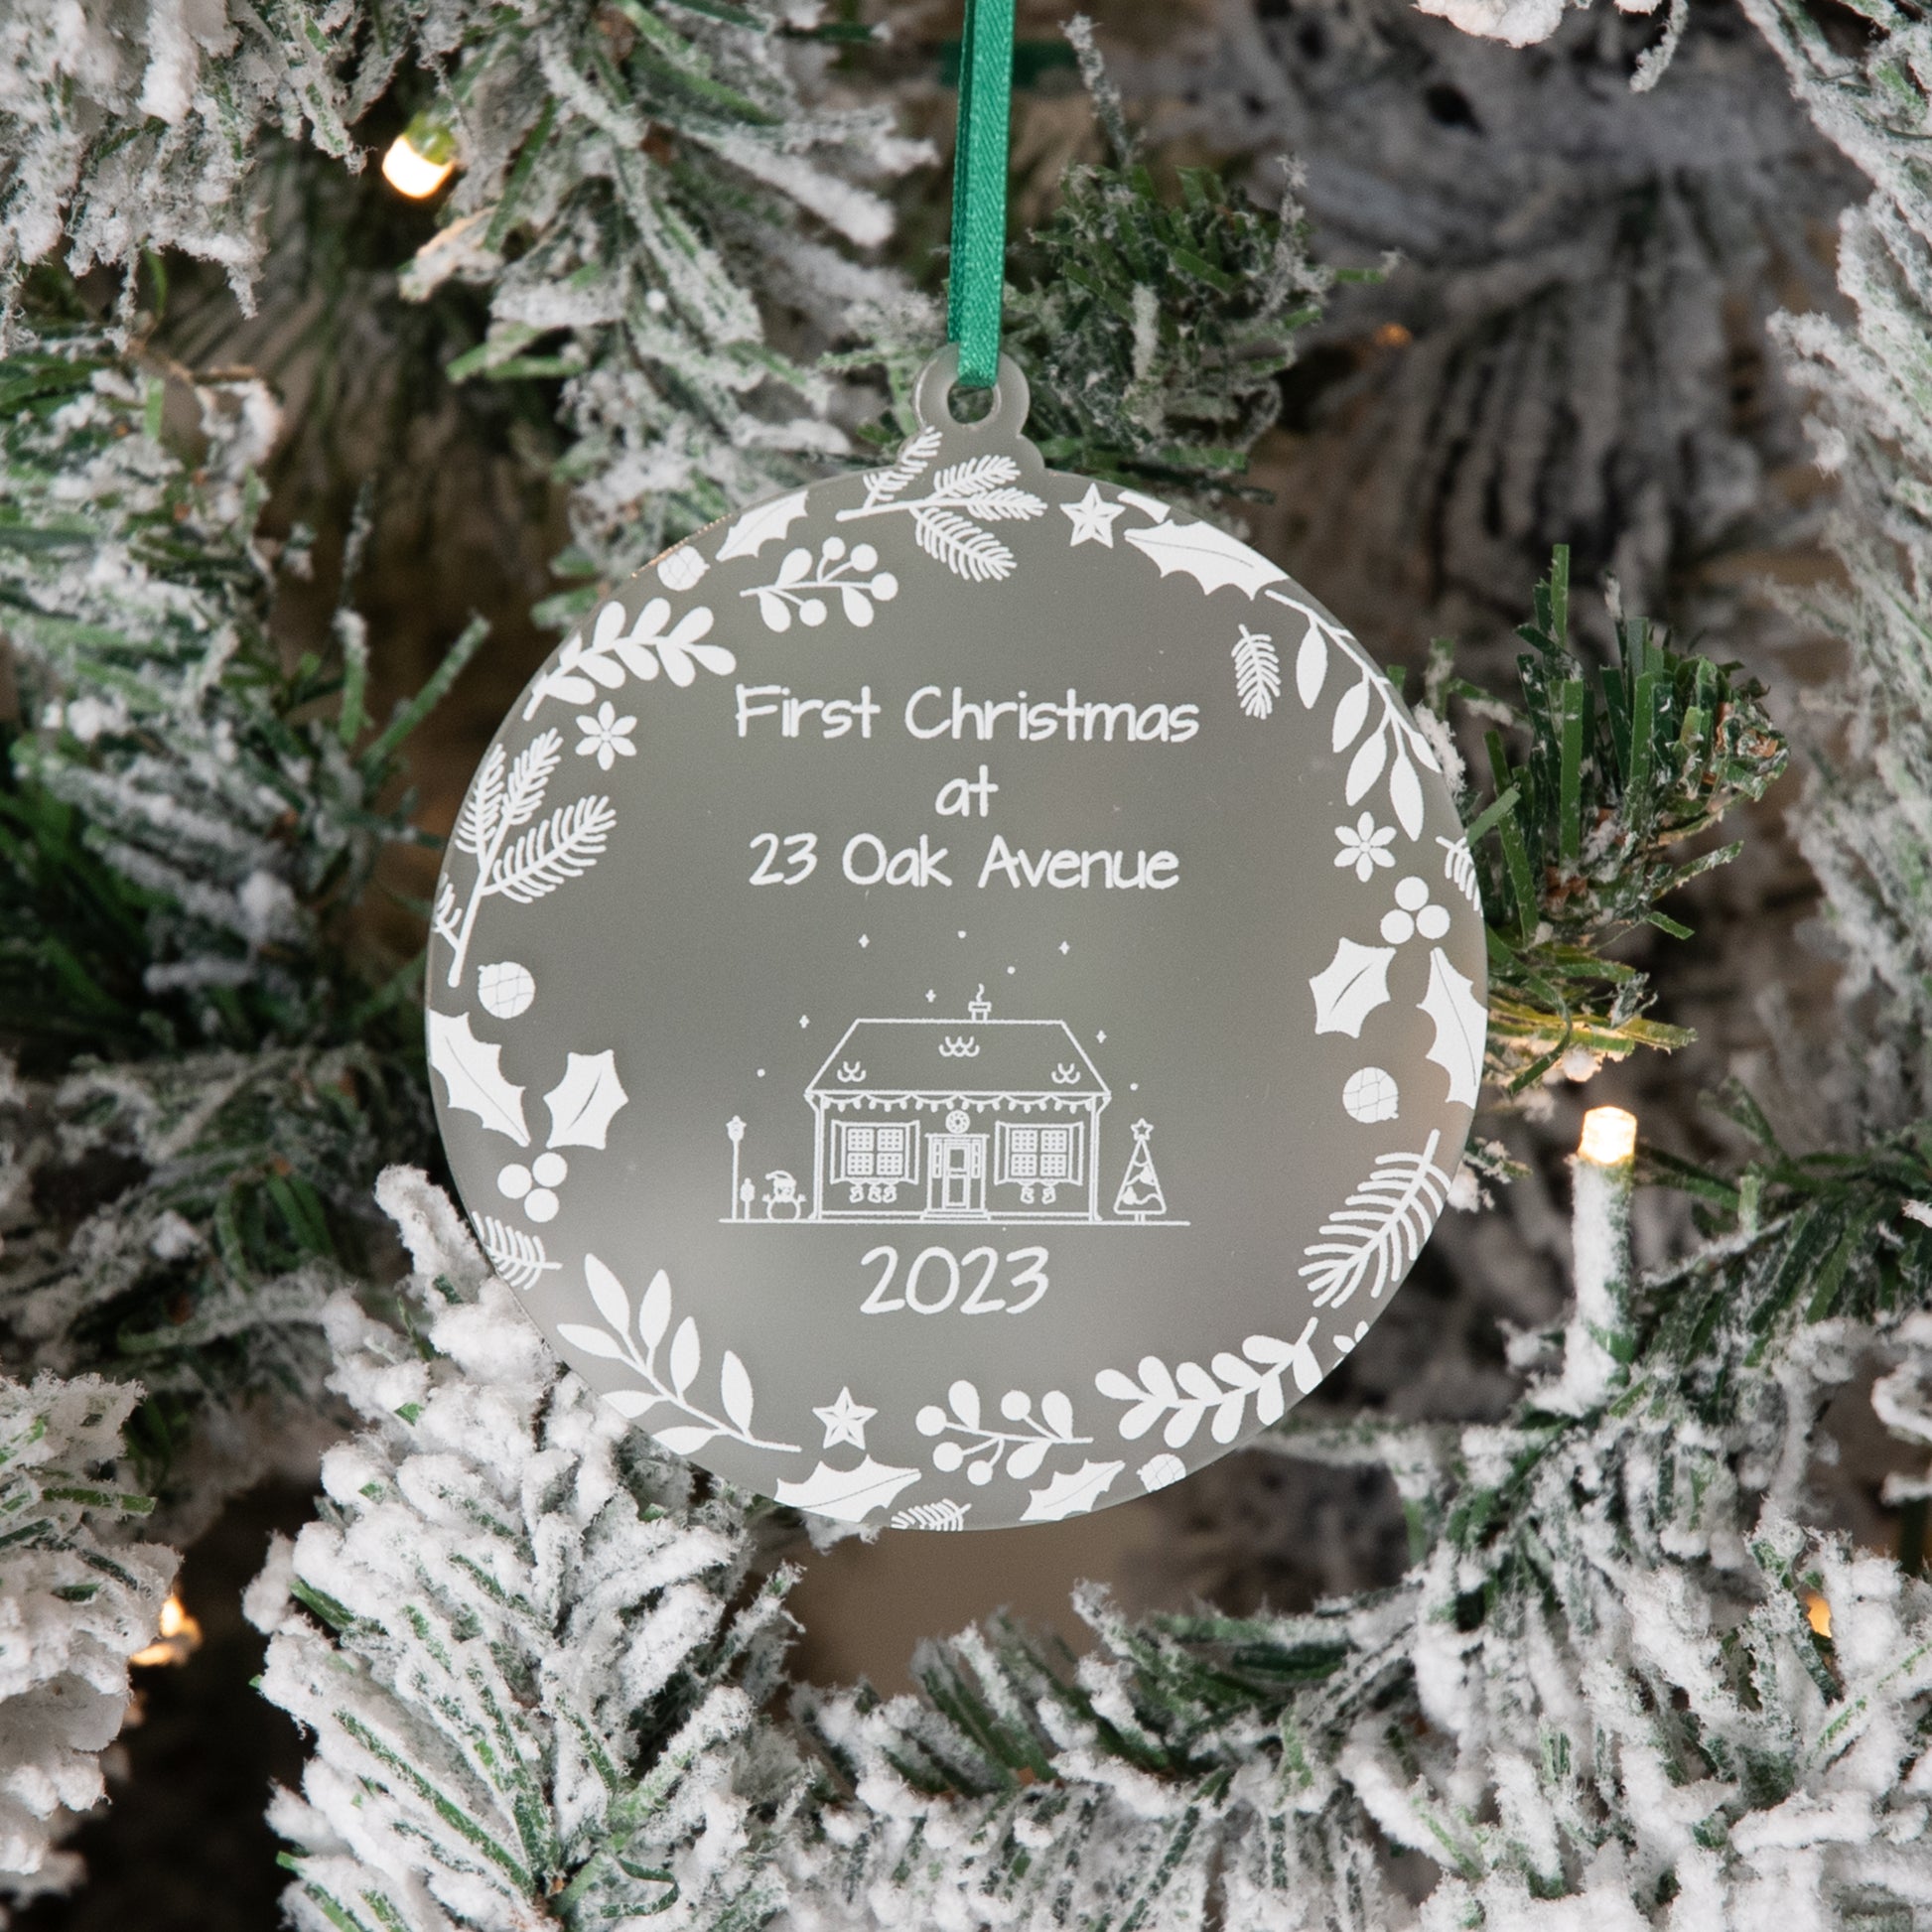 First Christmas
at
23 Oak Avenue
2023